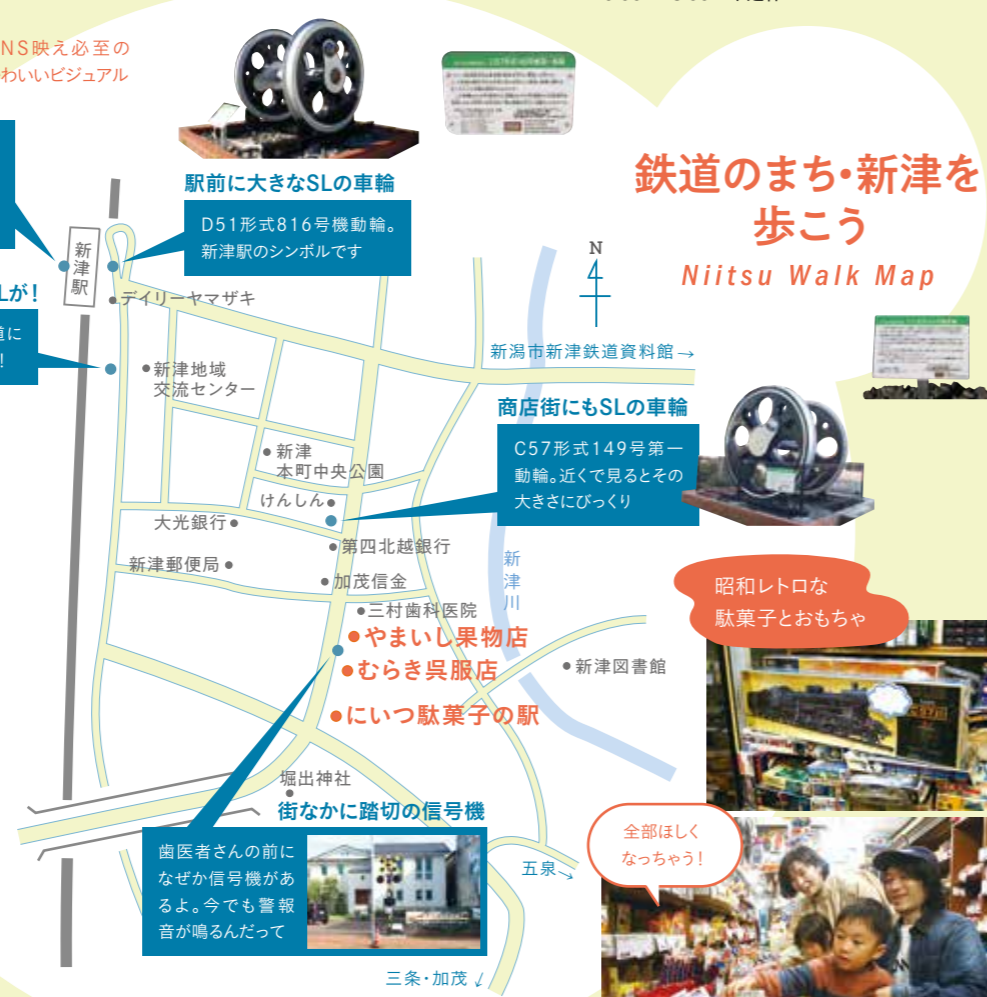 NS映え必至の
わいいビジュアル
鉄道のまち・新津を
歩こう
Niitsu Walk Map
駅前に大きなSLの車輪
D51形式816号機動輪。
新津駅のシンボルです
新津駅
Lが！
道に
！
デイリーヤマザキ
新津地域
交流センター
N
新潟市新津鉄道資料館→
商店街にもSLの車輪
C57形式149号第一
動輪。近くで見るとその
大きさにびっくり
新津
本町中央公園
けんしん
大光銀行
第四北越銀行
新津郵便局
加茂信金
新津川
三村歯科医院
やまいし果物店
むらき呉服店
新津図書館
にいつ駄菓子の駅
昭和レトロな
駄菓子とおもちゃ
堀出神社
街なかに踏切の信号機
歯医者さんの前に
なぜか信号機があ
るよ。今でも警報
音が鳴るんだって
全部ほしく
なっちゃう！
五泉→
三条・加茂↙